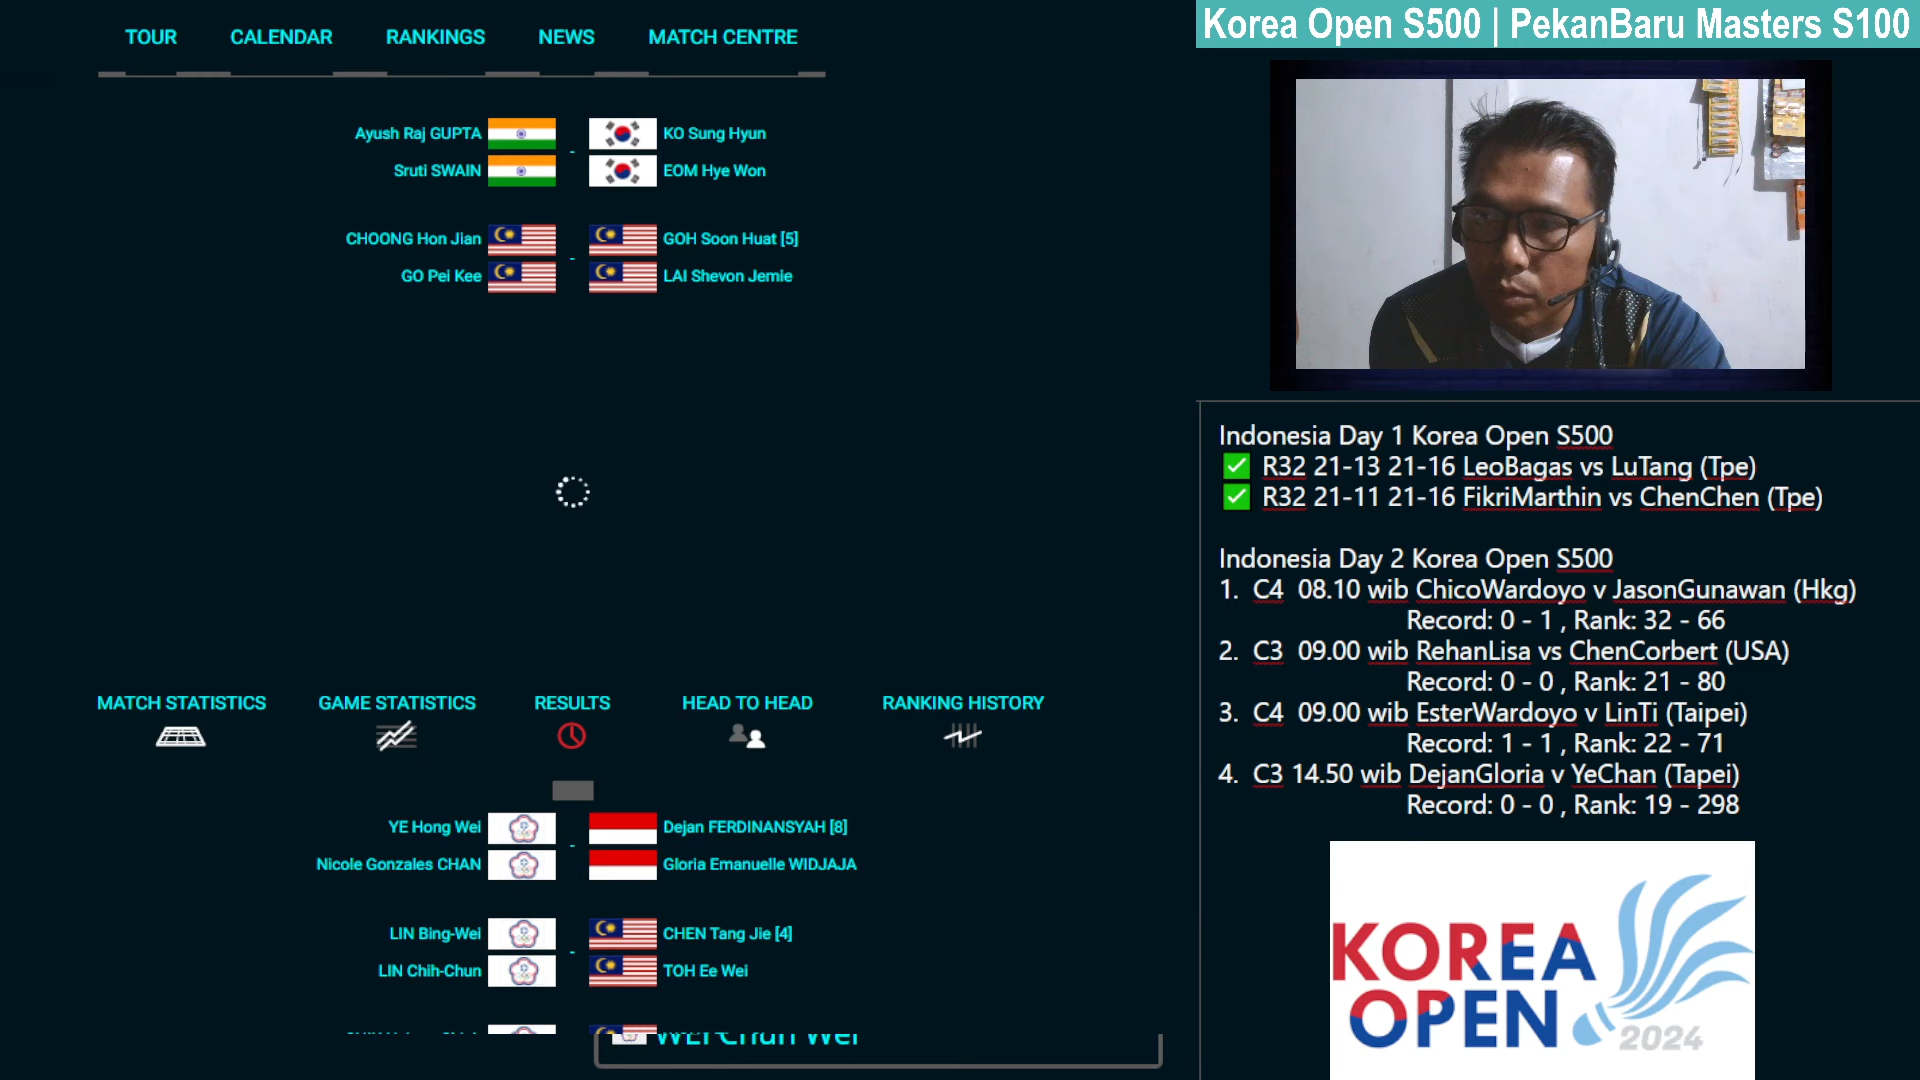 TOUR CALENDAR RANKINGS NEWS MATCH CENTRE
Korea Open S500 | PekanBaru Masters S100
Ayush Raj GUPTA - KO Sung Hyun
Sruti SWAIN EOM Hye Won
CHOONG Hon Jian - GOH Soon Huat [5]
GO Pei Kee LAI Shevon Jemie
MATCH STATISTICS GAME STATISTICS RESULTS HEAD TO HEAD RANKING HISTORY
YE Hong Wei - Dejan FERDINANSYAH [8]
Nicole Gonzales CHAN Gloria Emanuelle WIDJAJA
LIN Bing-Wei - CHEN Tang Jie [4]
LIN Chih-Chun TOH Ee Wei
Indonesia Day 1 Korea Open S500
✅ R32 21-13 21-16 LeoBagas vs LuTang (Tpe)
✅ R32 21-11 21-16 FikriMarthin vs ChenChen (Tpe)
Indonesia Day 2 Korea Open S500
1. C4 08.10 wib ChicoWardoyo v JasonGunawan (Hkg)
Record: 0 - 1 , Rank: 32 - 66
2. C3 09.00 wib RehanLisa vs ChenCorbert (USA)
Record: 0 - 0 , Rank: 21 - 80
3. C4 09.00 wib EsterWardoyo v LinTi (Taipei)
Record: 1 - 1 , Rank: 22 - 71
4. C3 14.50 wib DejanGloria v YeChan (Tapei)
Record: 0 - 0 , Rank: 19 - 298
KOREA
OPEN
2024